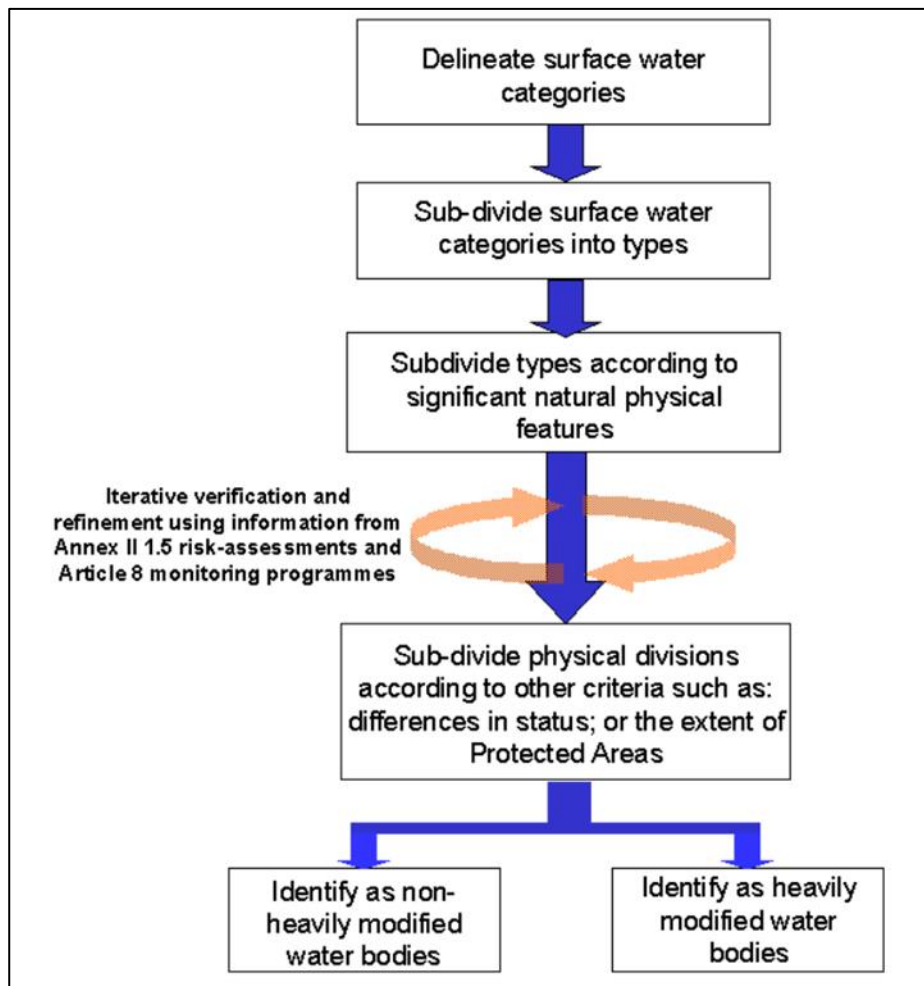 Delineate surface water
categories
Sub-divide surface water
categories into types
Subdivide types according to
significant natural physical
features
Iterative verification and
refinement using information from
Annex II 1.5 risk-assessments and
Article 8 monitoring programmes
Sub-divide physical divisions
according to other criteria such as:
differences in status; or the extent of
Protected Areas
Identify as non-
heavily modified
water bodies
Identify as heavily
modified water
bodies